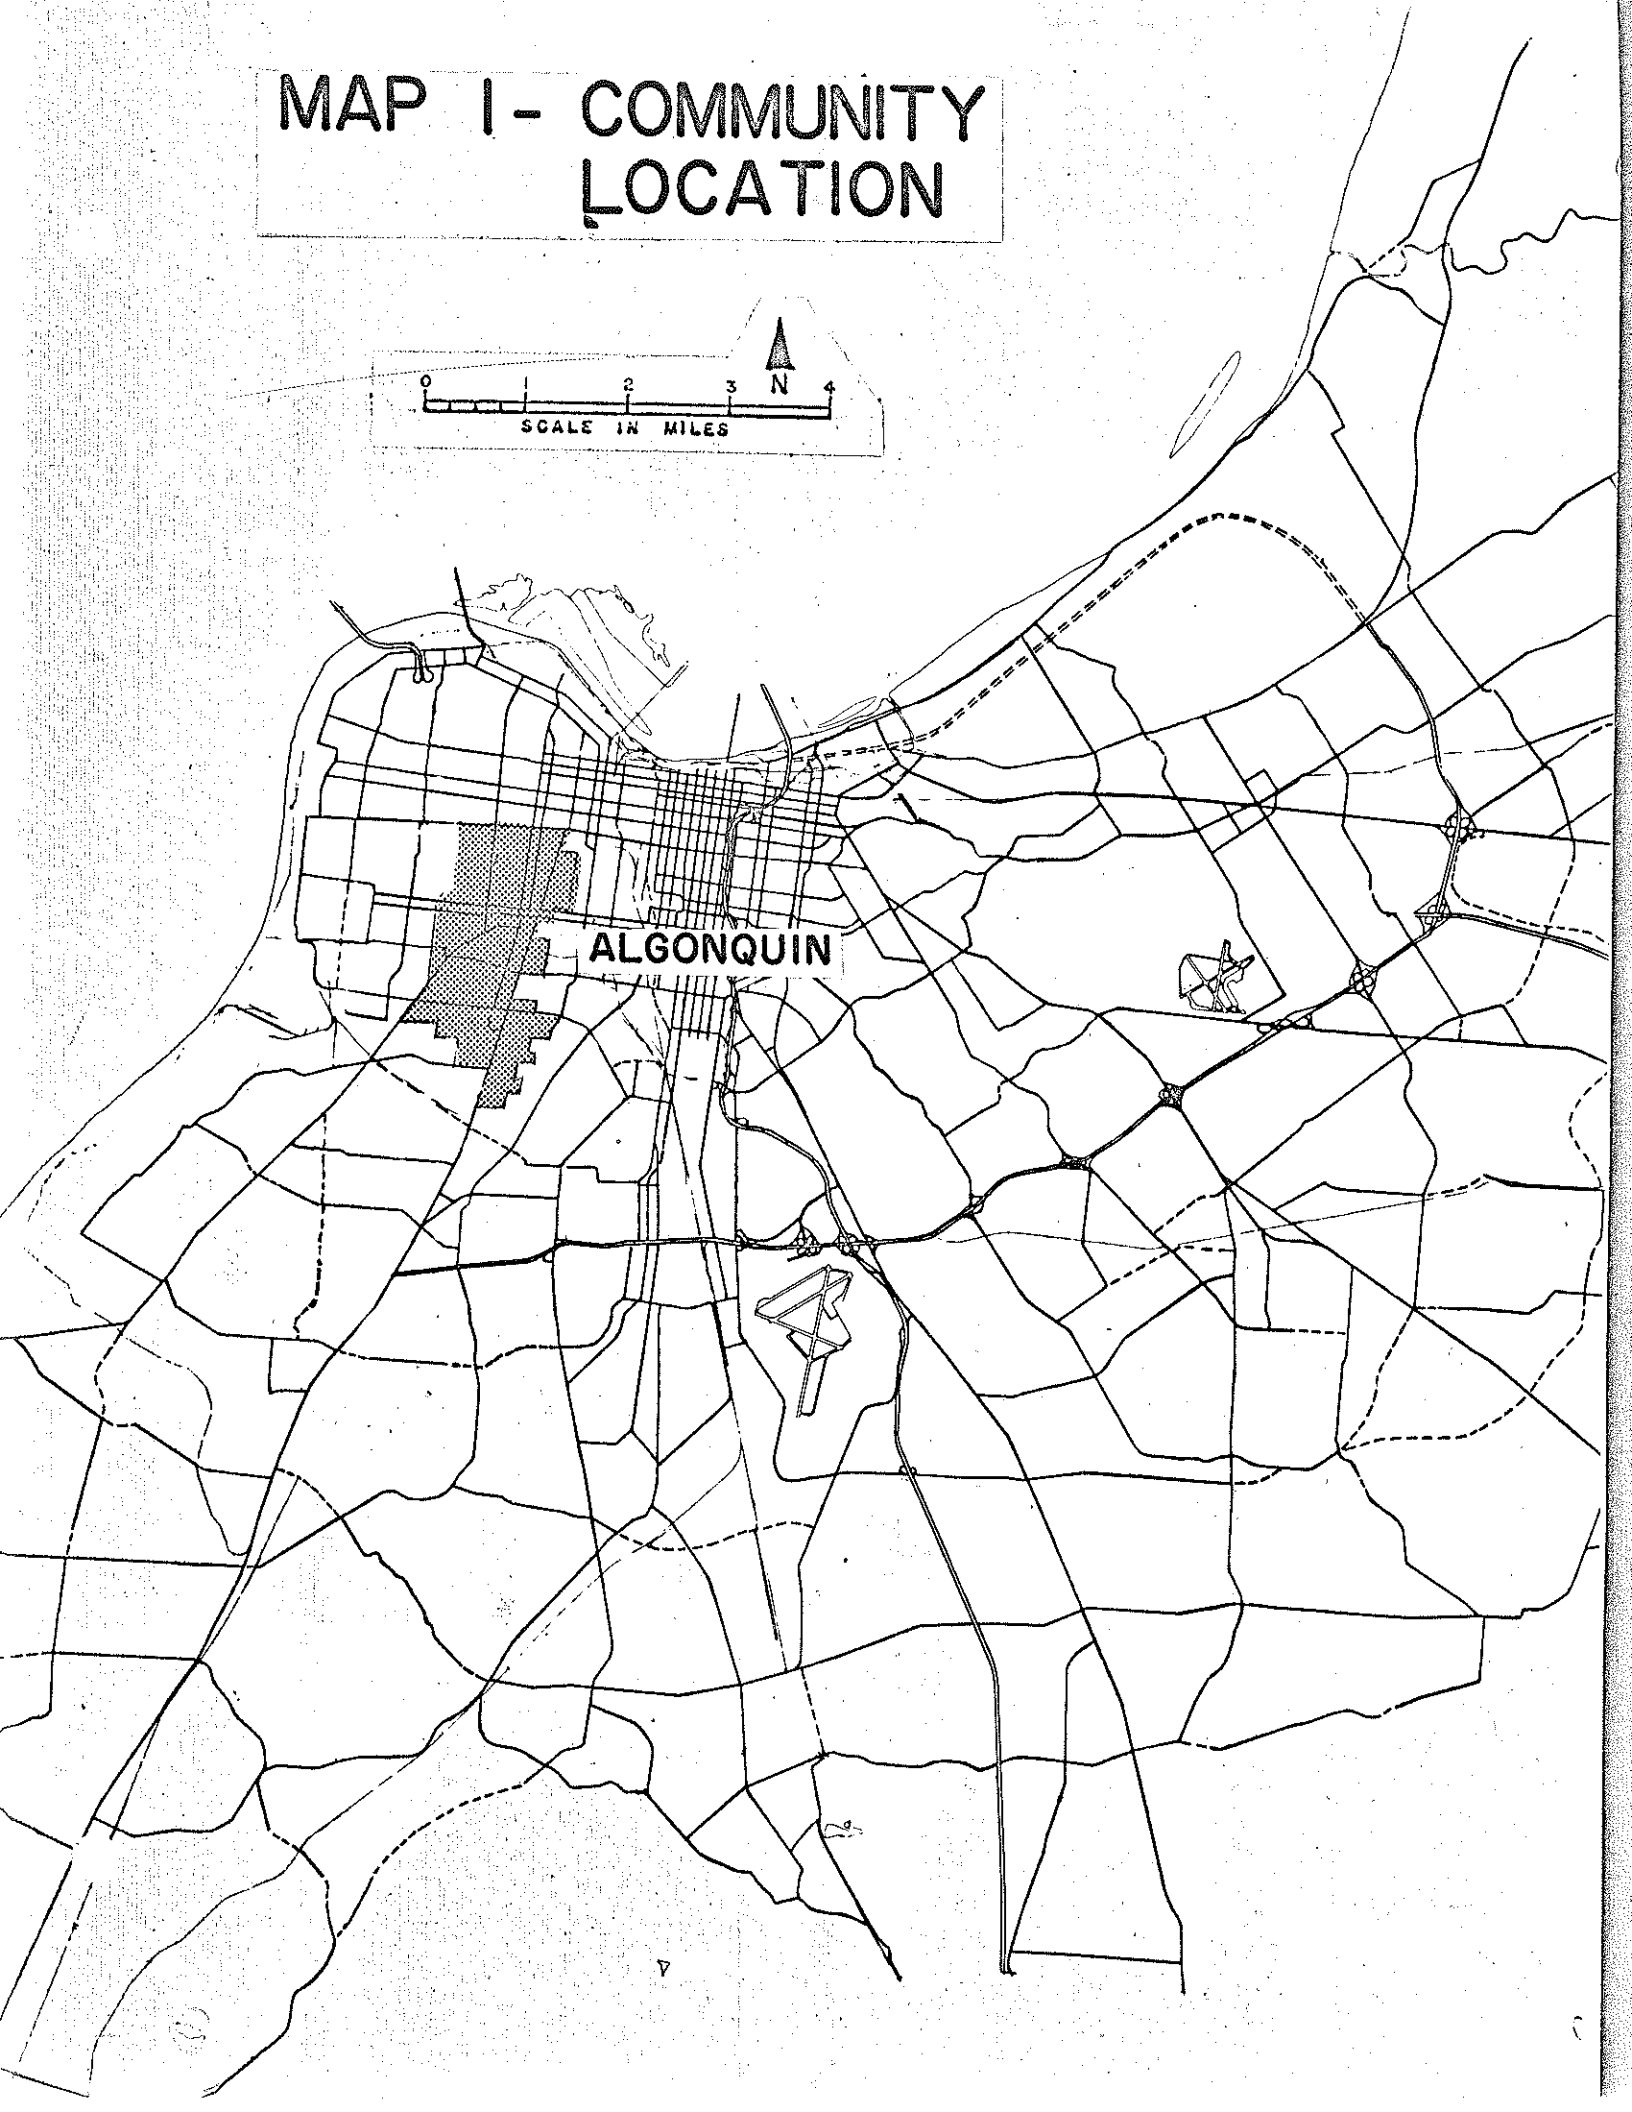 MAP 1 - COMMUNITY
LOCATION
N
0 1 2 3 4
SCALE IN MILES
ALGONQUIN